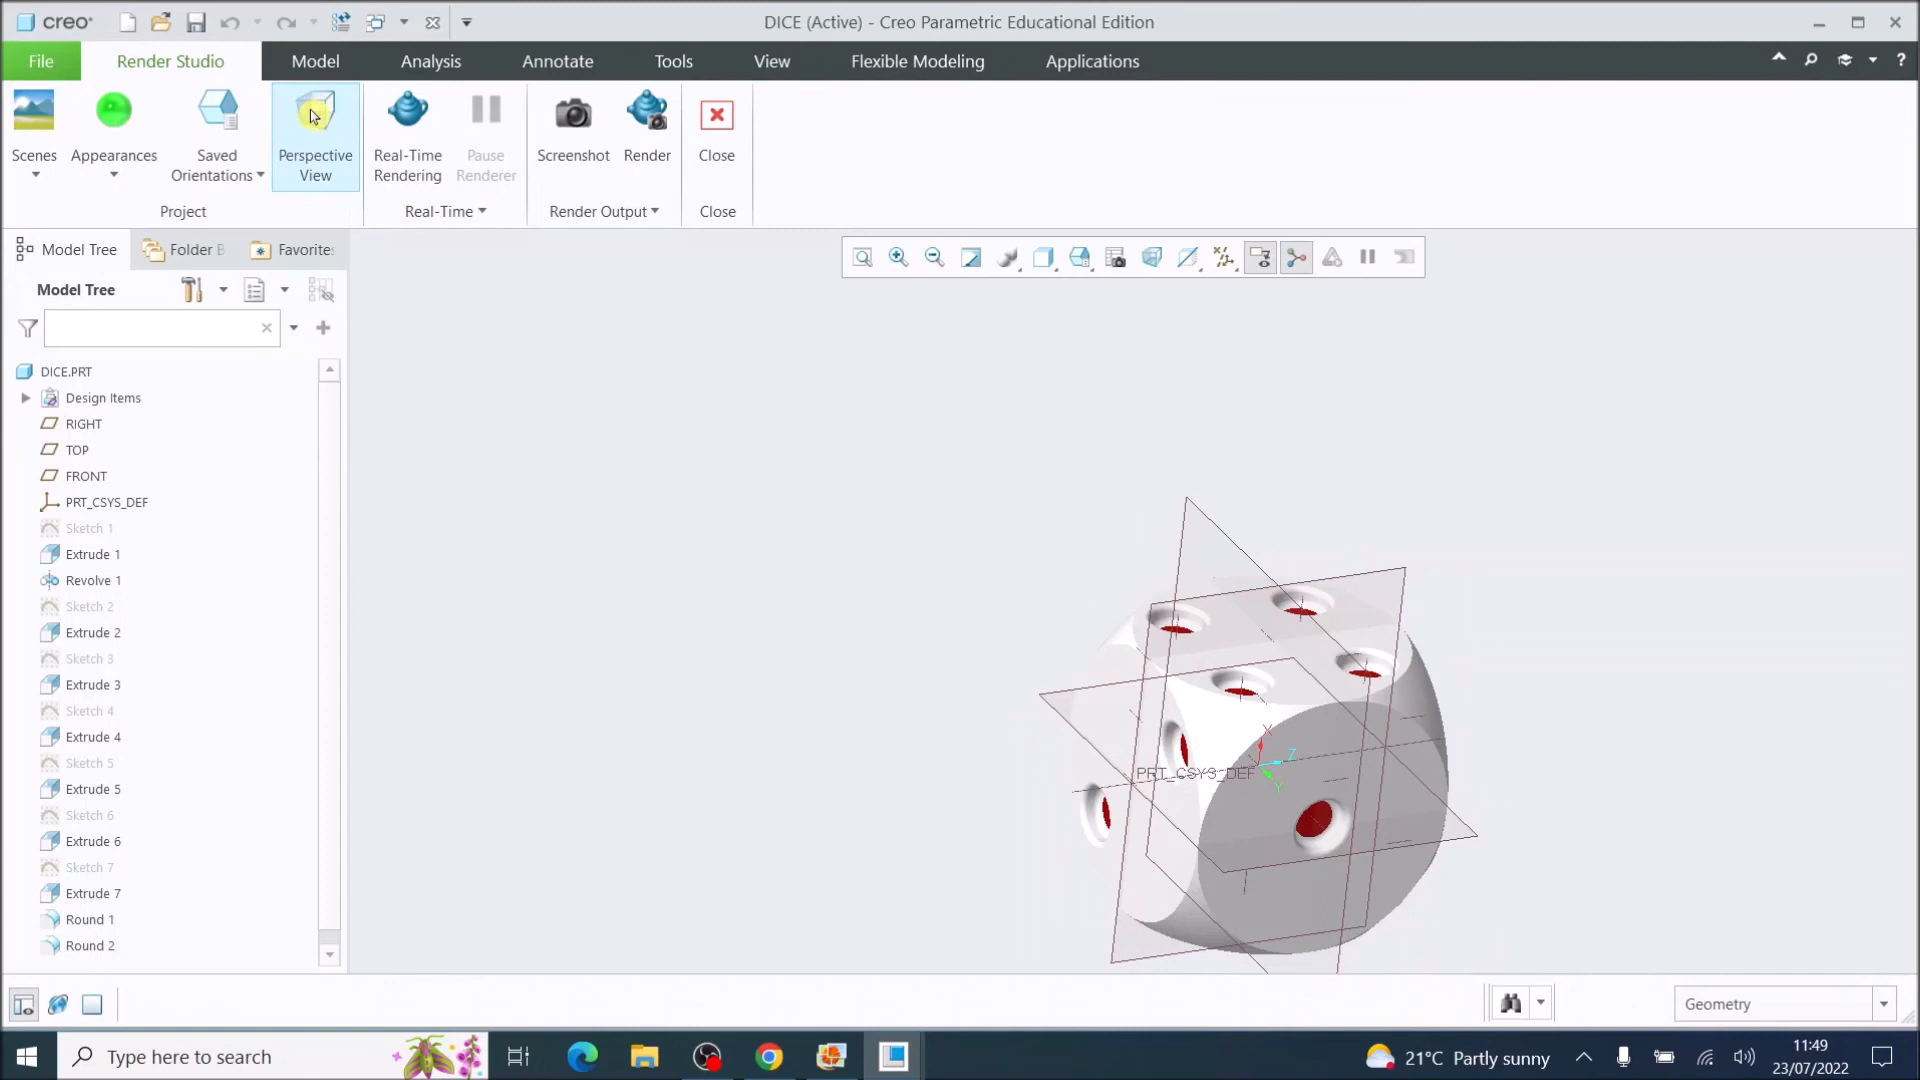 creo®
DICE (Active) - Creo Parametric Educational Edition
File
Render Studio
Model
Analysis
Annotate
Tools
View
Flexible Modeling
Applications
?
Scenes
Appearances
Saved
Orientations
Perspective
View
Real-Time
Rendering
Pause
Renderer
Screenshot
Render
Close
Project
Real-Time
Render Output
Close
Model Tree
Folder B
Favorites
Model Tree
DICE.PRT
Design Items
RIGHT
TOP
FRONT
PRT_CSYS_DEF
Sketch 1
Extrude 1
Revolve 1
Sketch 2
Extrude 2
Sketch 3
Extrude 3
Sketch 4
Extrude 4
Sketch 5
Extrude 5
Sketch 6
Extrude 6
Sketch 7
Extrude 7
Round 1
Round 2
X
Z
PRT_CSYS_DEF
Y
Geometry
Type here to search
21°C Partly sunny
11:49
23/07/2022